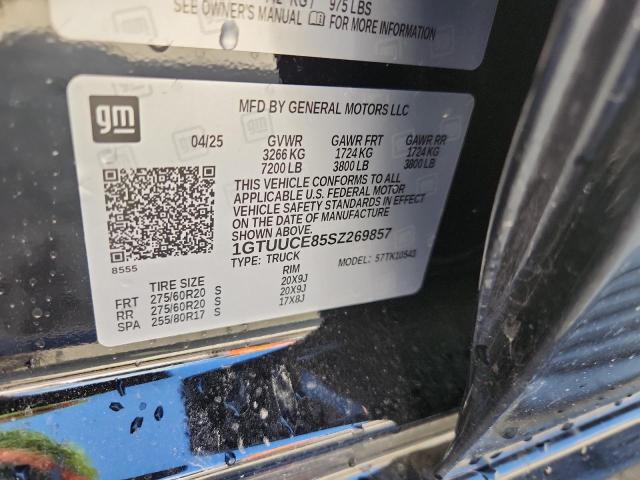 KG) 975 LBS
SEE OWNER'S MANUAL FOR MORE INFORMATION
gm
MFD BY GENERAL MOTORS LLC
04/25 GVWR GAWR FRT GAWR RR
3266 KG 1724 KG 1724 KG
7200 LB 3800 LB 3800 LB
THIS VEHICLE CONFORMS TO ALL
APPLICABLE U.S. FEDERAL MOTOR
VEHICLE SAFETY STANDARDS IN EFFECT
ON THE DATE OF MANUFACTURE
SHOWN ABOVE.
1GTUUCE85SZ269857
8555 TYPE: TRUCK MODEL: 57TK10543
TIRE SIZE RIM
FRT 275/60R20 S 20X9J
RR 275/60R20 S 20X9J
SPA 255/80R17 S 17X8J